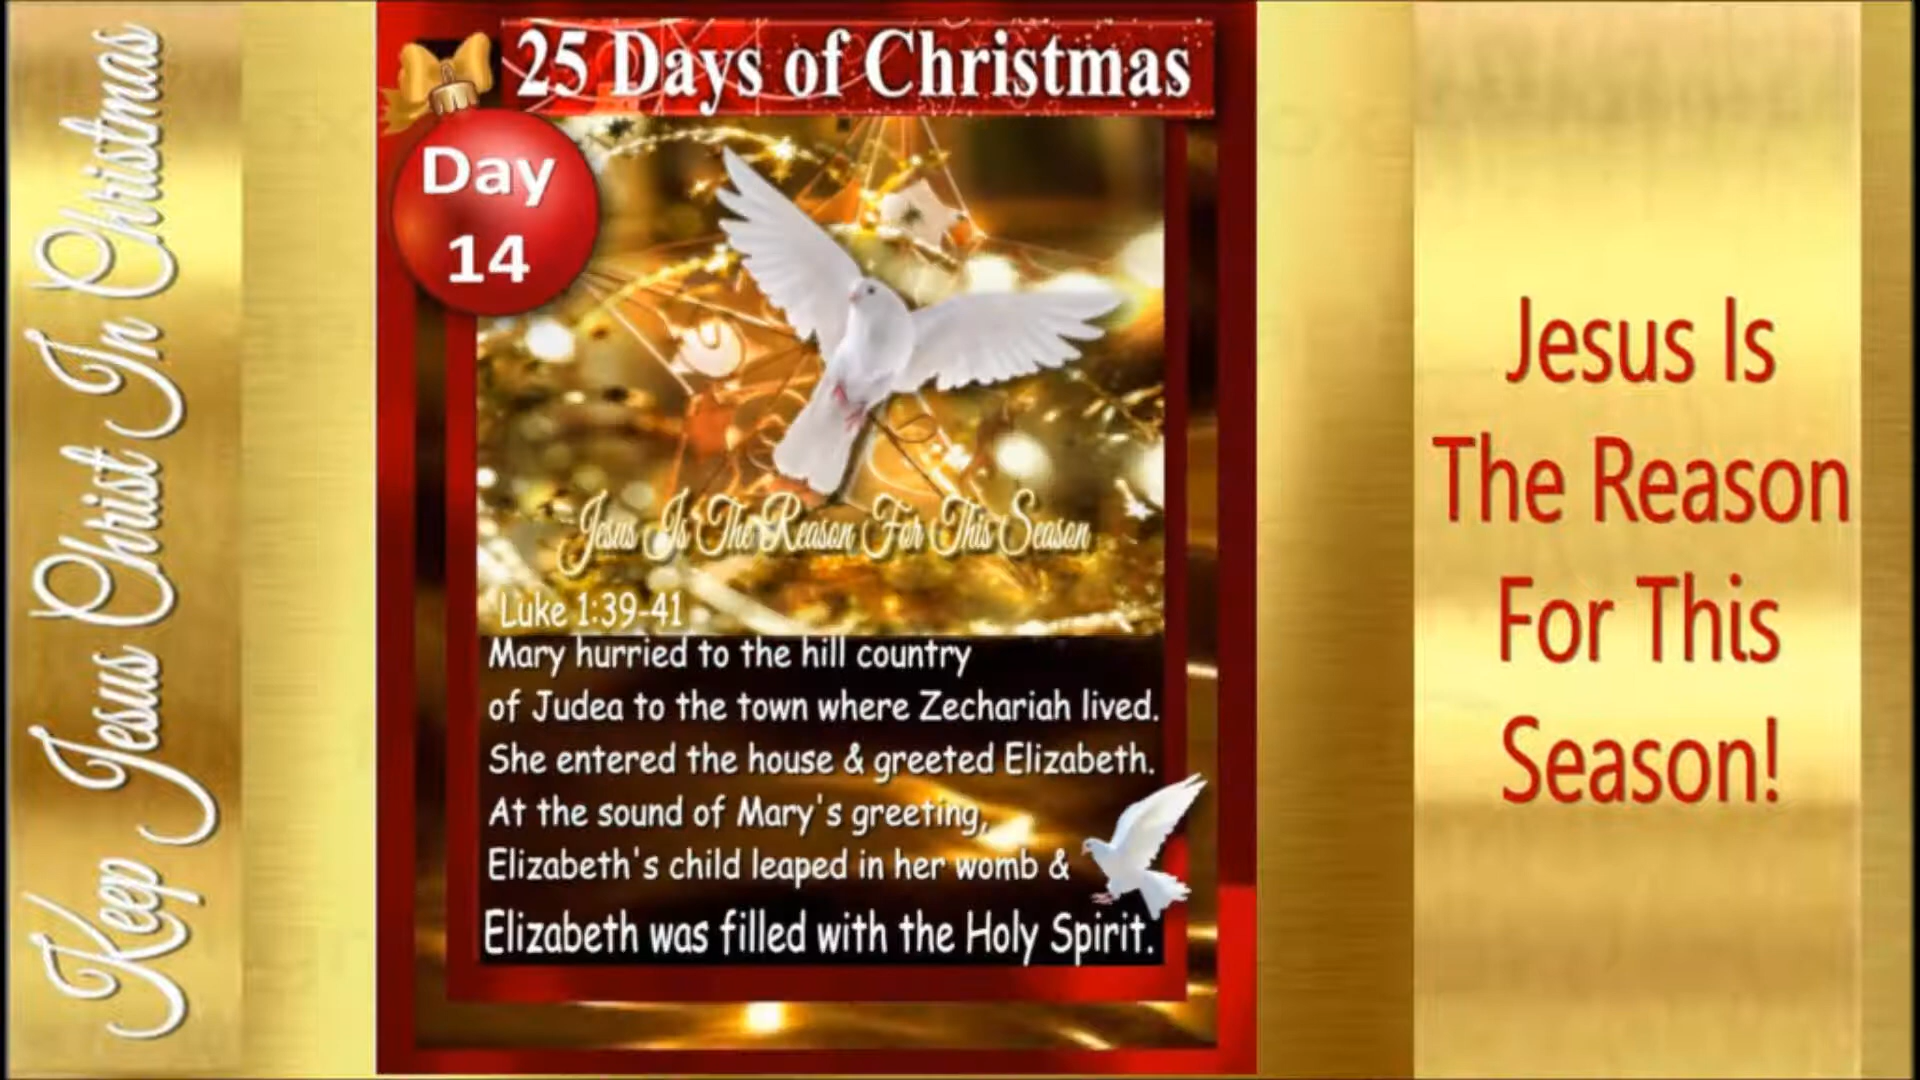 Keep Jesus Christ In Christmas
25 Days of Christmas
Day
14
Jesus Is The Reason For This Season
Luke 1:39-41
Mary hurried to the hill country
of Judea to the town where Zechariah lived.
She entered the house & greeted Elizabeth.
At the sound of Mary's greeting,
Elizabeth's child leaped in her womb &
Elizabeth was filled with the Holy Spirit.
Jesus Is
The Reason
For This
Season!